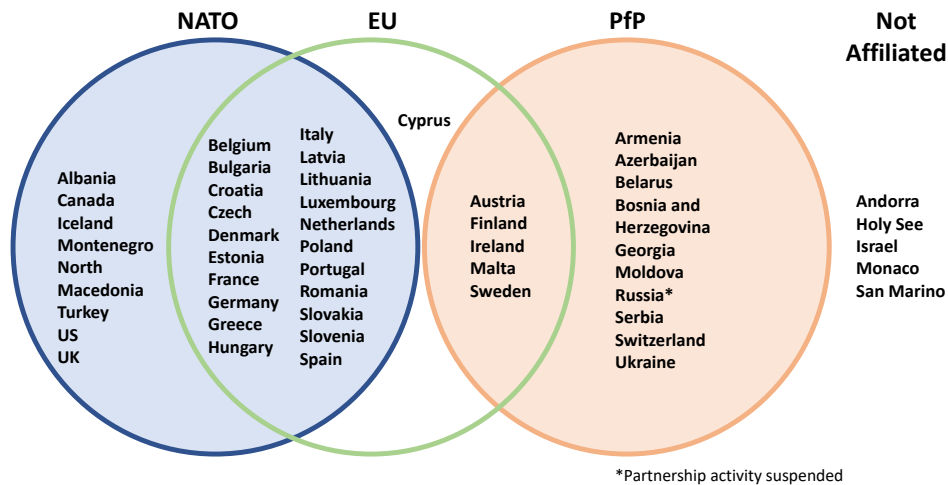 NATO
EU
PfP
Not
Affiliated
Albania
Canada
Iceland
Montenegro
North
Macedonia
Turkey
US
UK
Belgium
Bulgaria
Croatia
Czech
Denmark
Estonia
France
Germany
Greece
Hungary
Italy
Latvia
Lithuania
Luxembourg
Netherlands
Poland
Portugal
Romania
Slovakia
Slovenia
Spain
Cyprus
Austria
Finland
Ireland
Malta
Sweden
Armenia
Azerbaijan
Belarus
Bosnia and
Herzegovina
Georgia
Moldova
Russia*
Serbia
Switzerland
Ukraine
Andorra
Holy See
Israel
Monaco
San Marino
*Partnership activity suspended